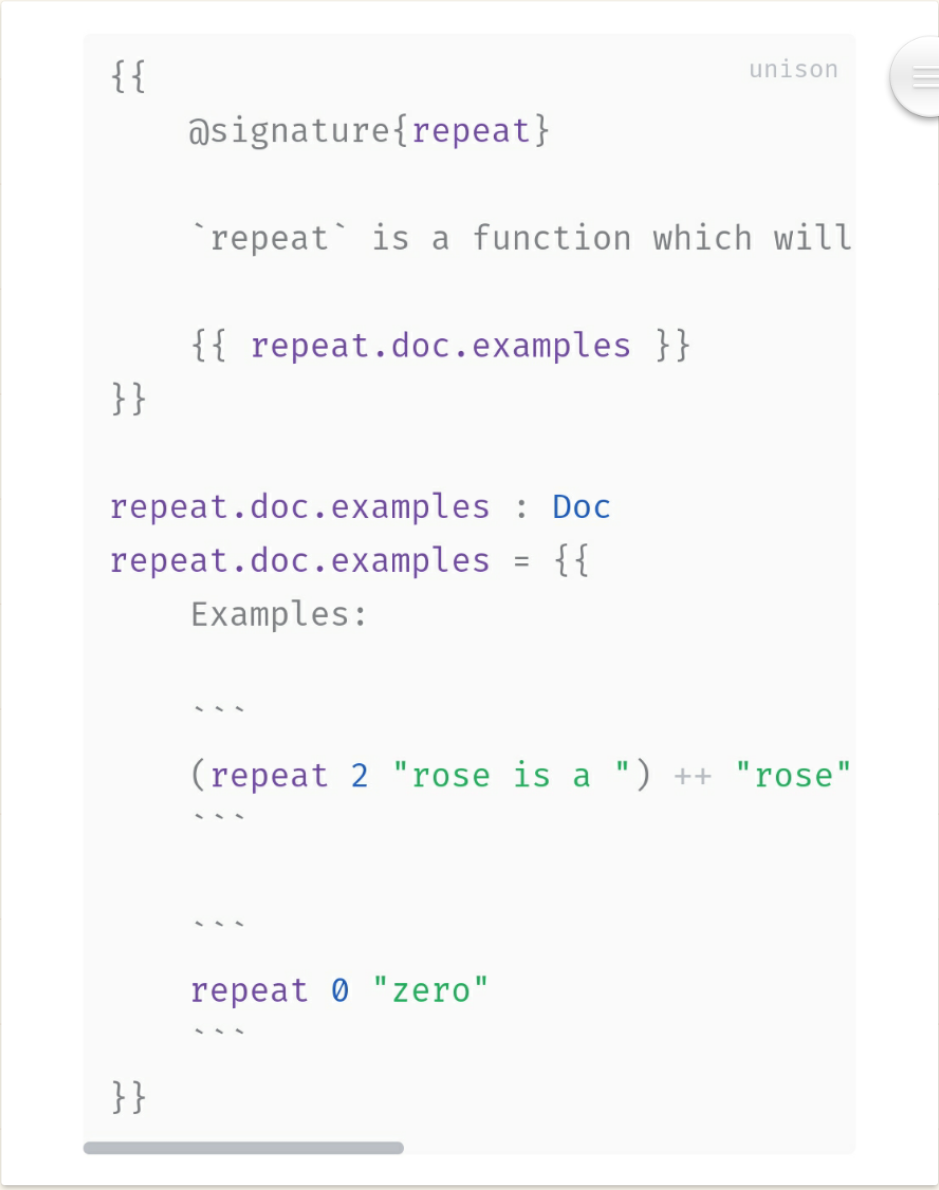 unison
{{
@signature{repeat}
`repeat` is a function which will
{{ repeat.doc.examples }}
}}
repeat.doc.examples : Doc
repeat.doc.examples = {{
Examples:
```
(repeat 2 "rose is a ") ++ "rose"
```
```
repeat 0 "zero"
```
}}